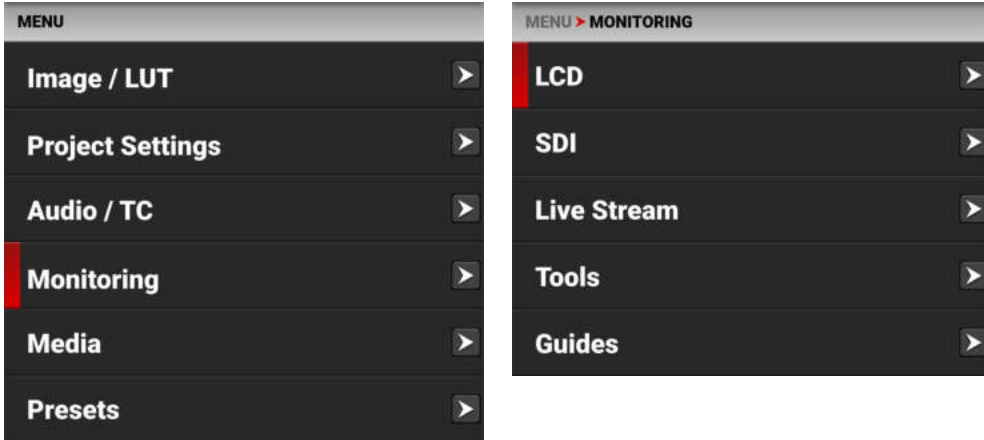 MENU
Image / LUT
Project Settings
Audio / TC
Monitoring
Media
Presets
MENU > MONITORING
LCD
SDI
Live Stream
Tools
Guides